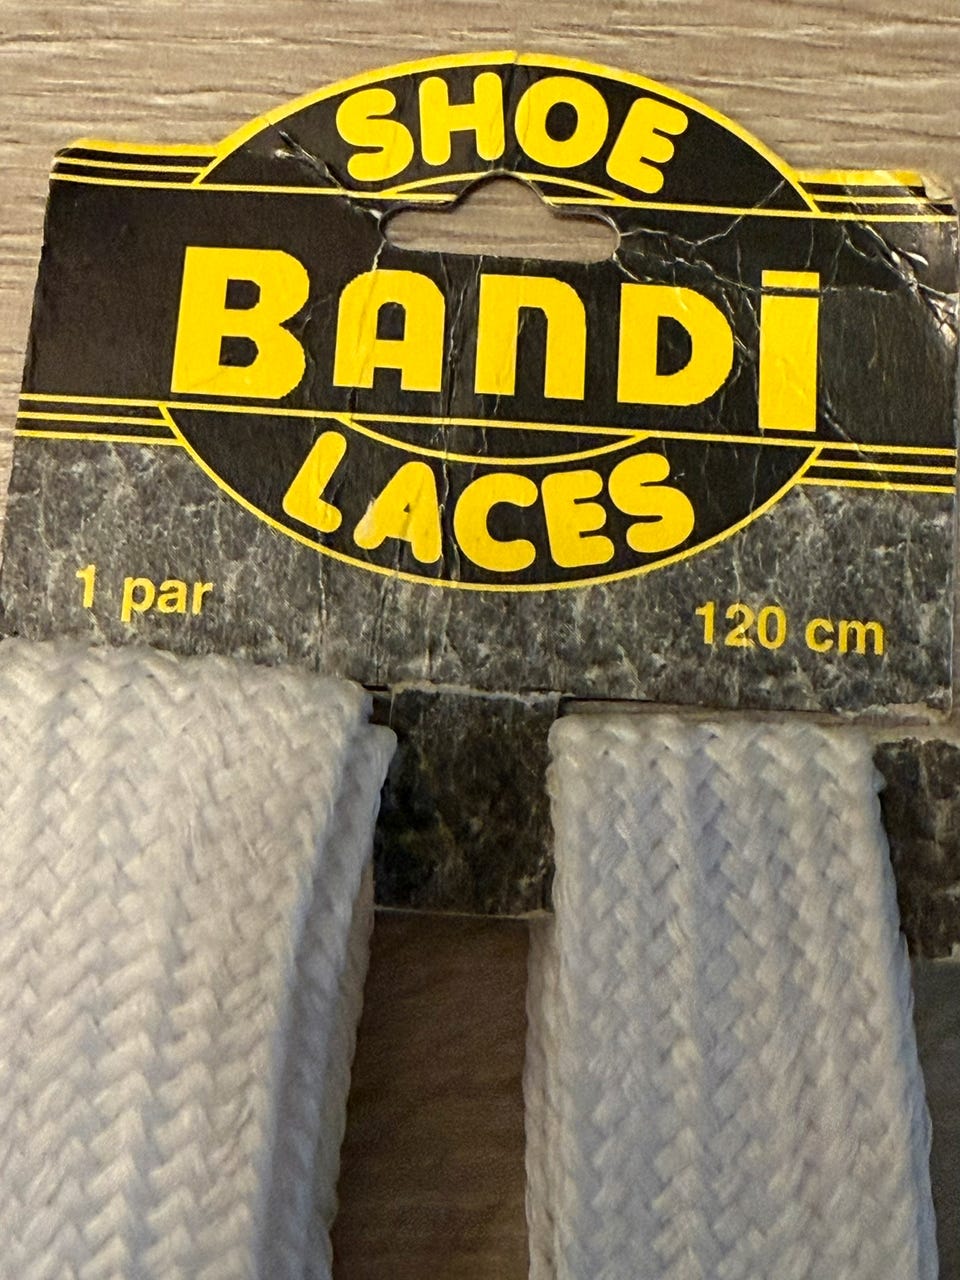 SHOE
BANDİ
LACES
1 par
120 cm